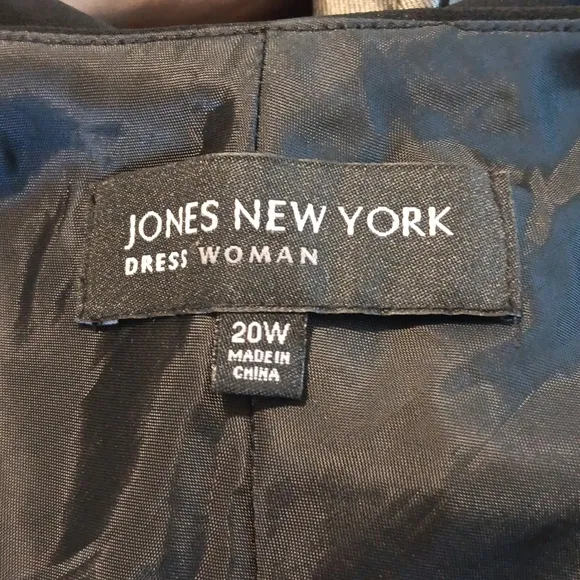 JONES NEW YORK
DRESS WOMAN
20W
MADE IN
CHINA